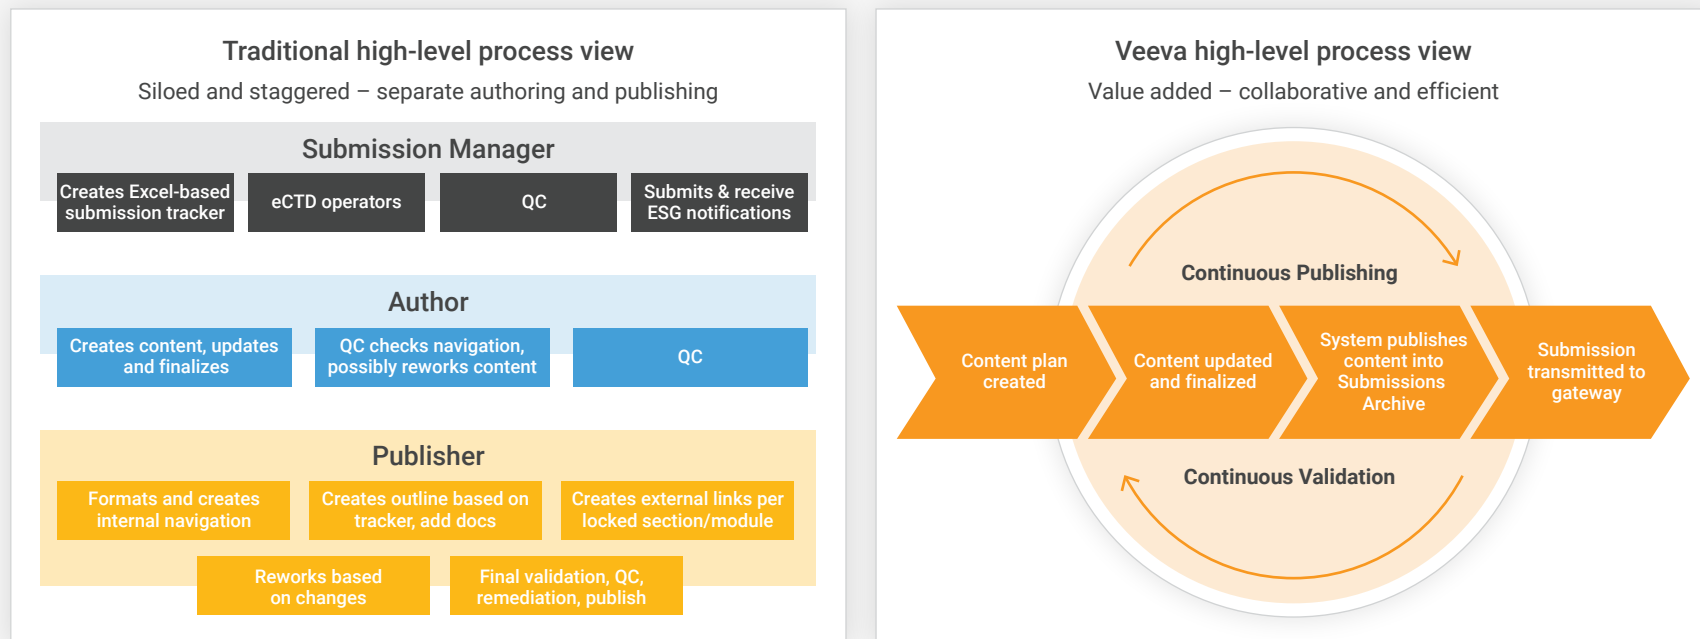 Traditional high-level process view
Siloed and staggered – separate authoring and publishing
Submission Manager
Creates Excel-based
submission tracker
eCTD operators
QC
Submits & receive
ESG notifications
Author
Creates content, updates
and finalizes
QC checks navigation,
possibly reworks content
QC
Publisher
Formats and creates
internal navigation
Creates outline based on
tracker, add docs
Creates external links per
locked section/module
Reworks based
on changes
Final validation, QC,
remediation, publish
Veeva high-level process view
Value added – collaborative and efficient
Continuous Publishing
Content plan
created
Content updated
and finalized
System publishes
content into
Submissions
Archive
Submission
transmitted to
gateway
Continuous Validation